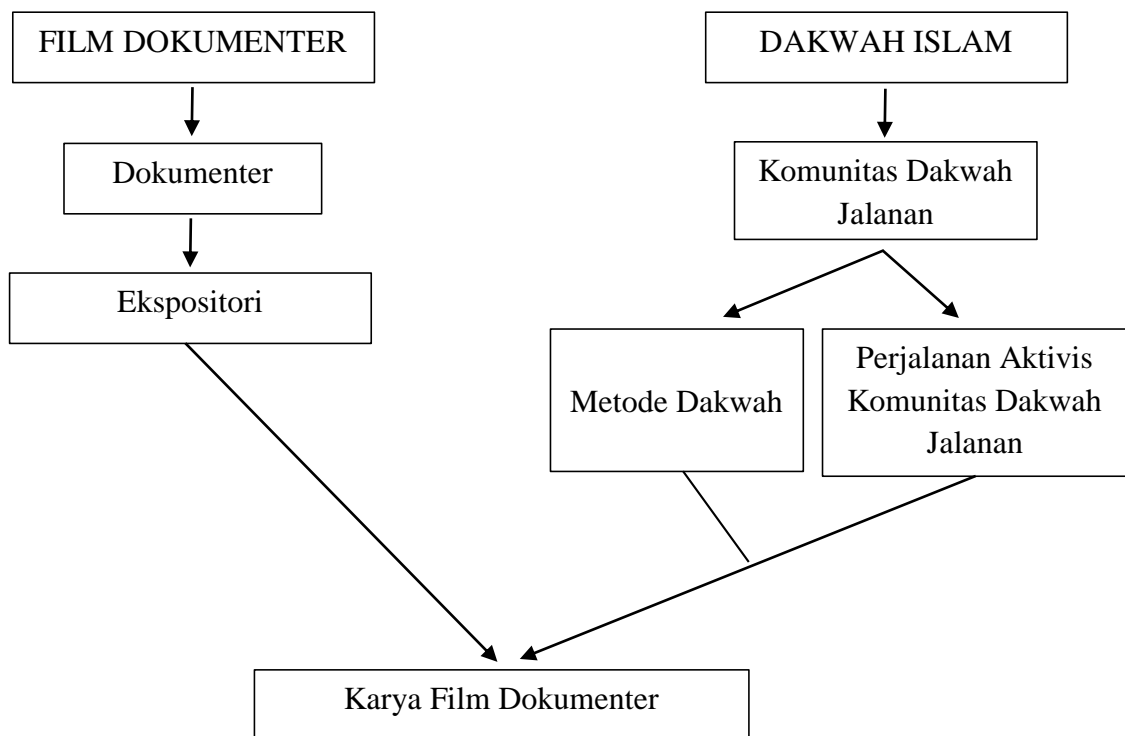 FILM DOKUMENTER
DAKWAH ISLAM
Dokumenter
Komunitas Dakwah
Jalanan
Ekspositori
Metode Dakwah
Perjalanan Aktivis
Komunitas Dakwah
Jalanan
Karya Film Dokumenter